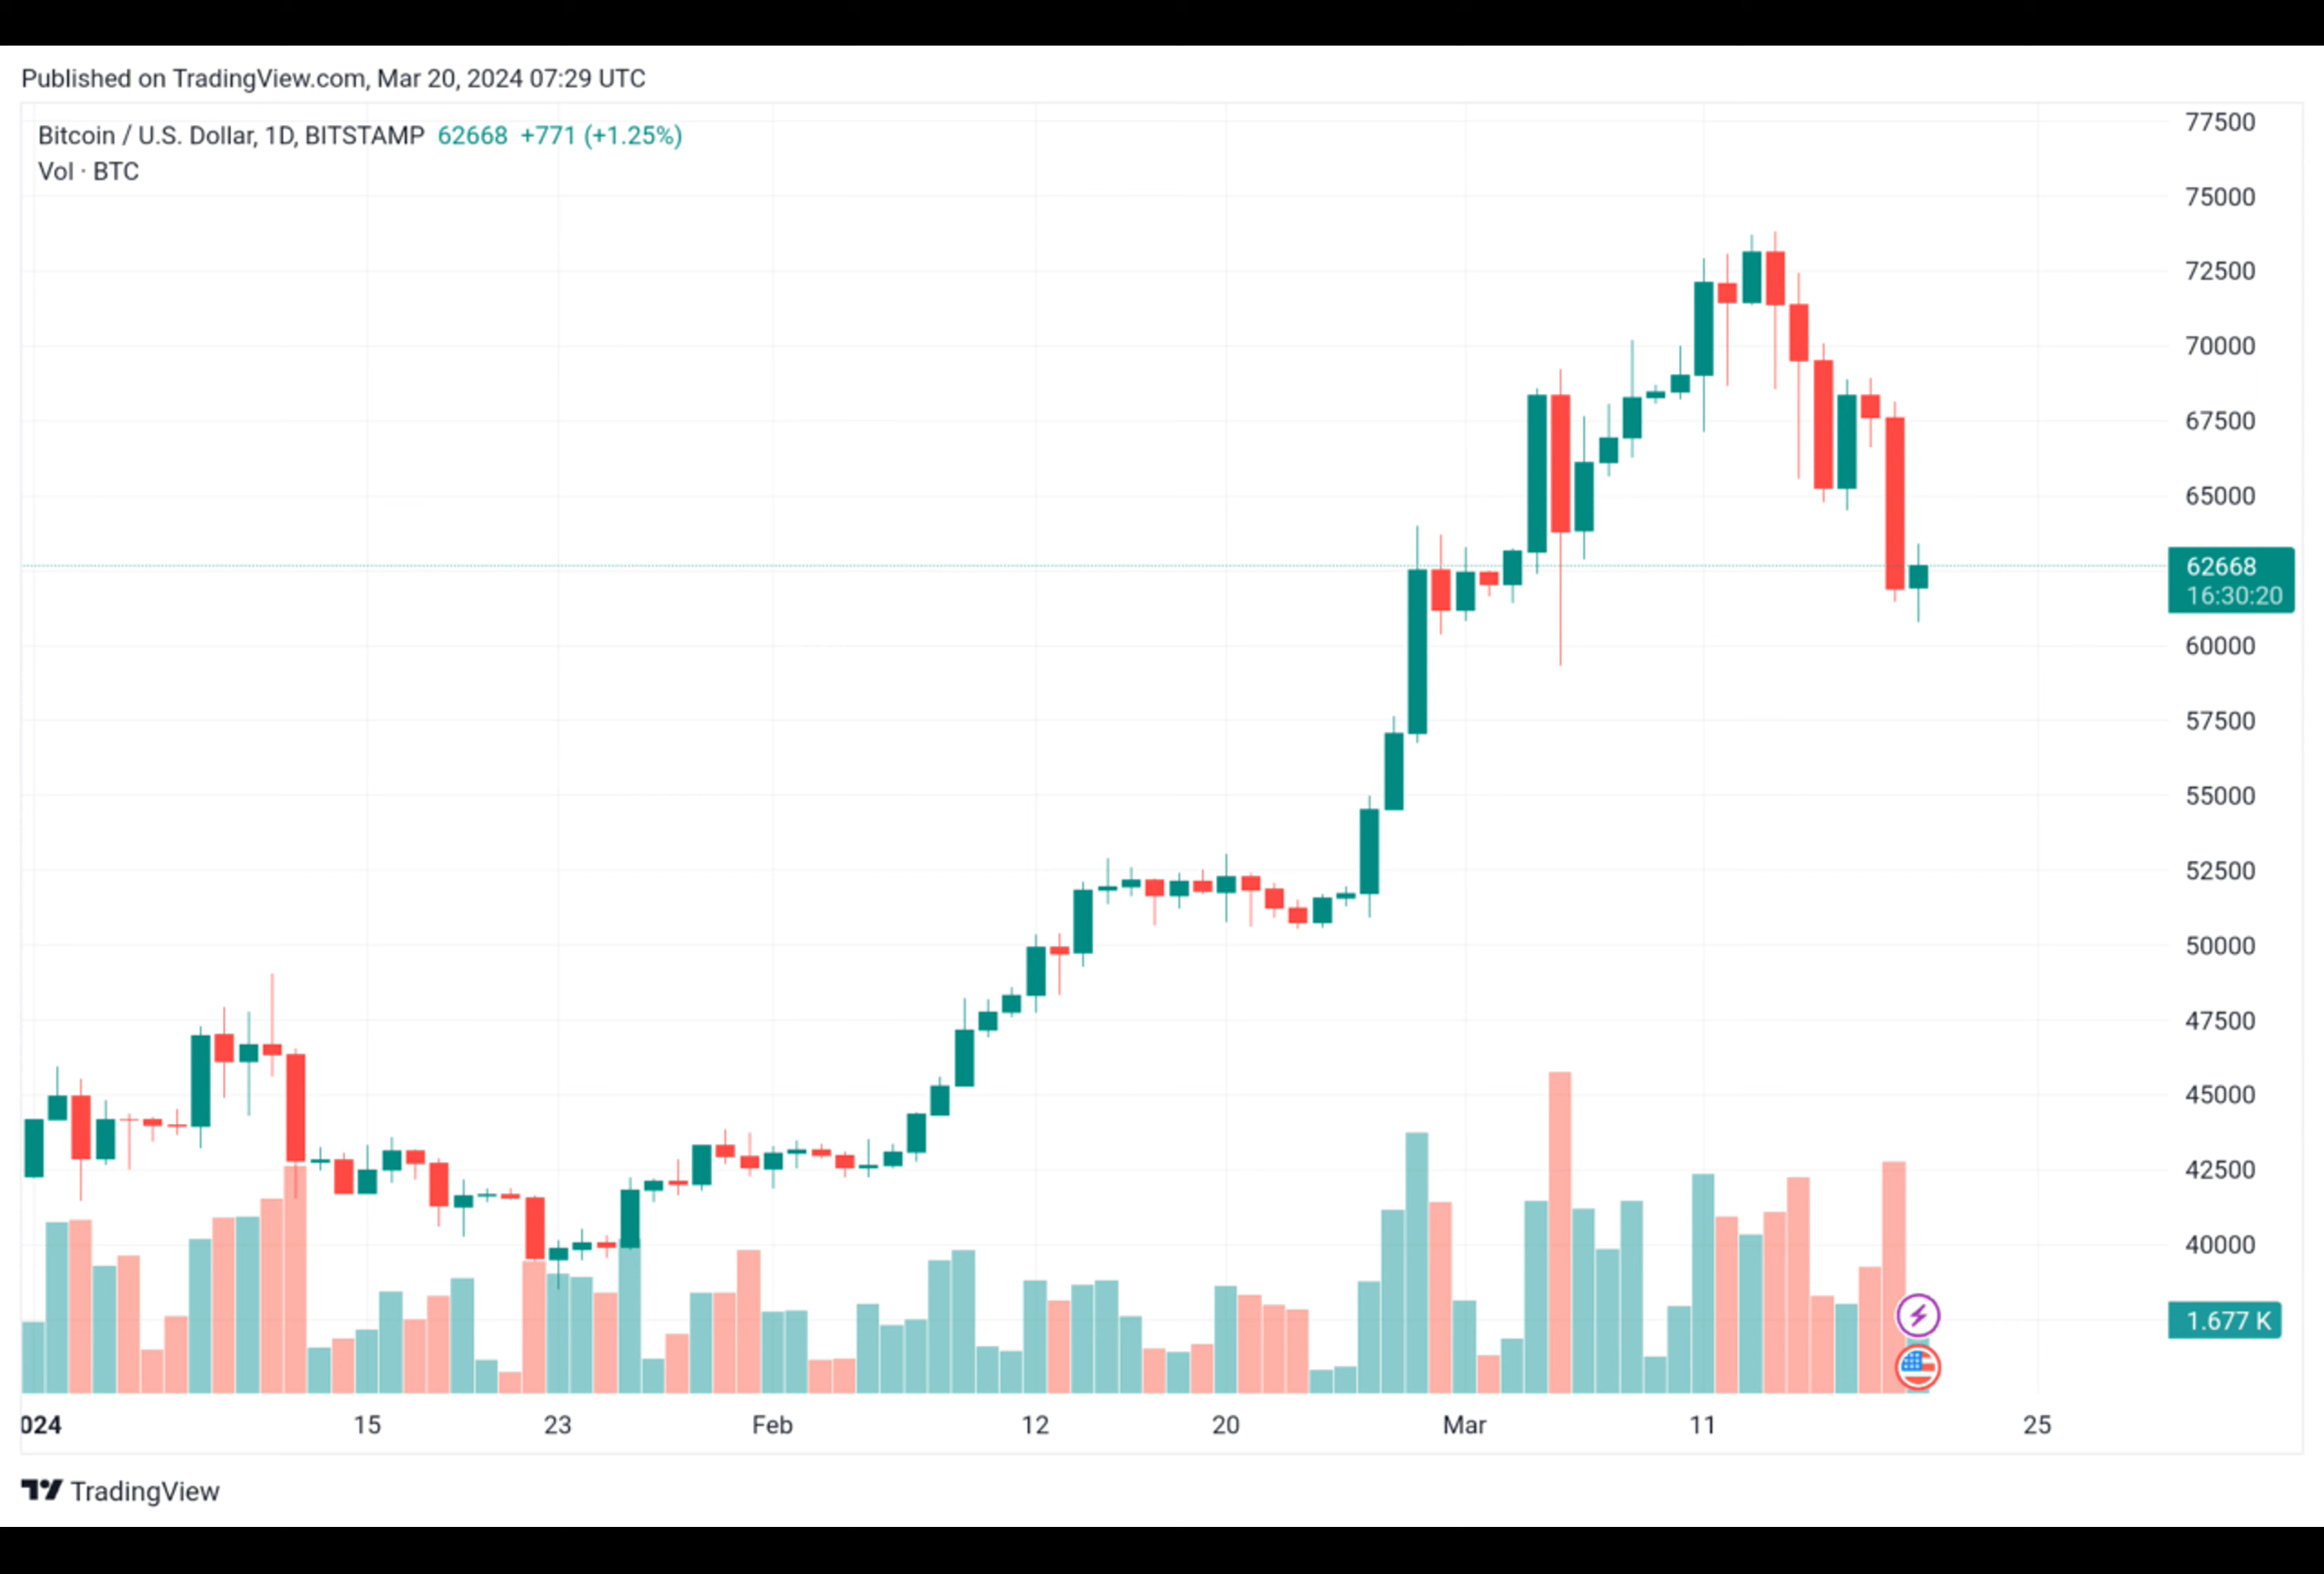 Published on TradingView.com, Mar 20, 2024 07:29 UTC
Bitcoin / U.S. Dollar, 1D, BITSTAMP 62668 +771 (+1.25%)
Vol · BTC
77500
75000
72500
70000
67500
65000
62668
16:30:20
60000
57500
55000
52500
50000
47500
45000
42500
40000
1.677 K
024 15 23 Feb 12 20 Mar 11 25
TradingView